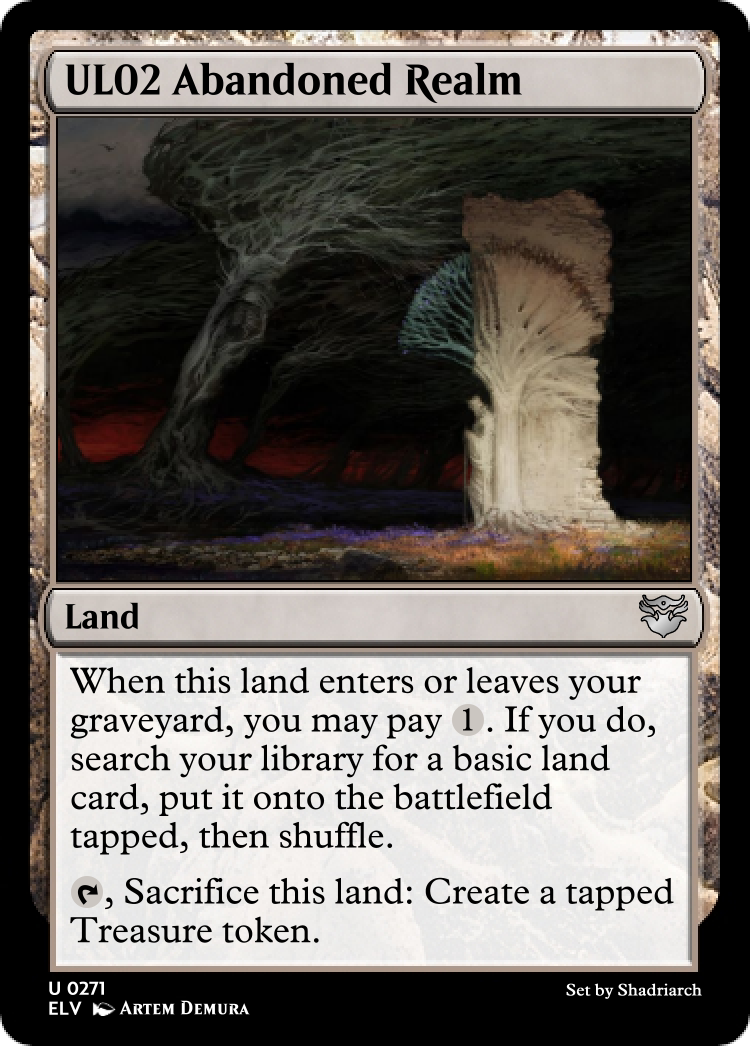 UL02 Abandoned Realm
Land
When this land enters or leaves your
graveyard, you may pay 1. If you do,
search your library for a basic land
card, put it onto the battlefield
tapped, then shuffle.
, Sacrifice this land: Create a tapped
Treasure token.
U 0271
Set by Shadriarch
ELV Artem Demura